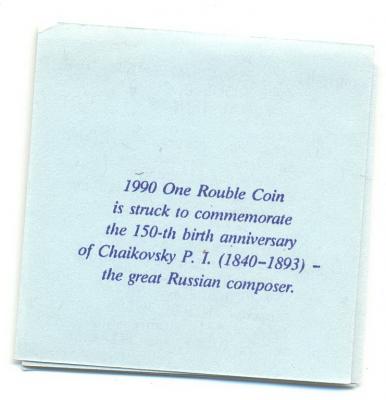 1990 One Rouble Coin
is struck to commemorate
the 150-th birth anniversary
of Chaikovsky P. I. (1840–1893) –
the great Russian composer.